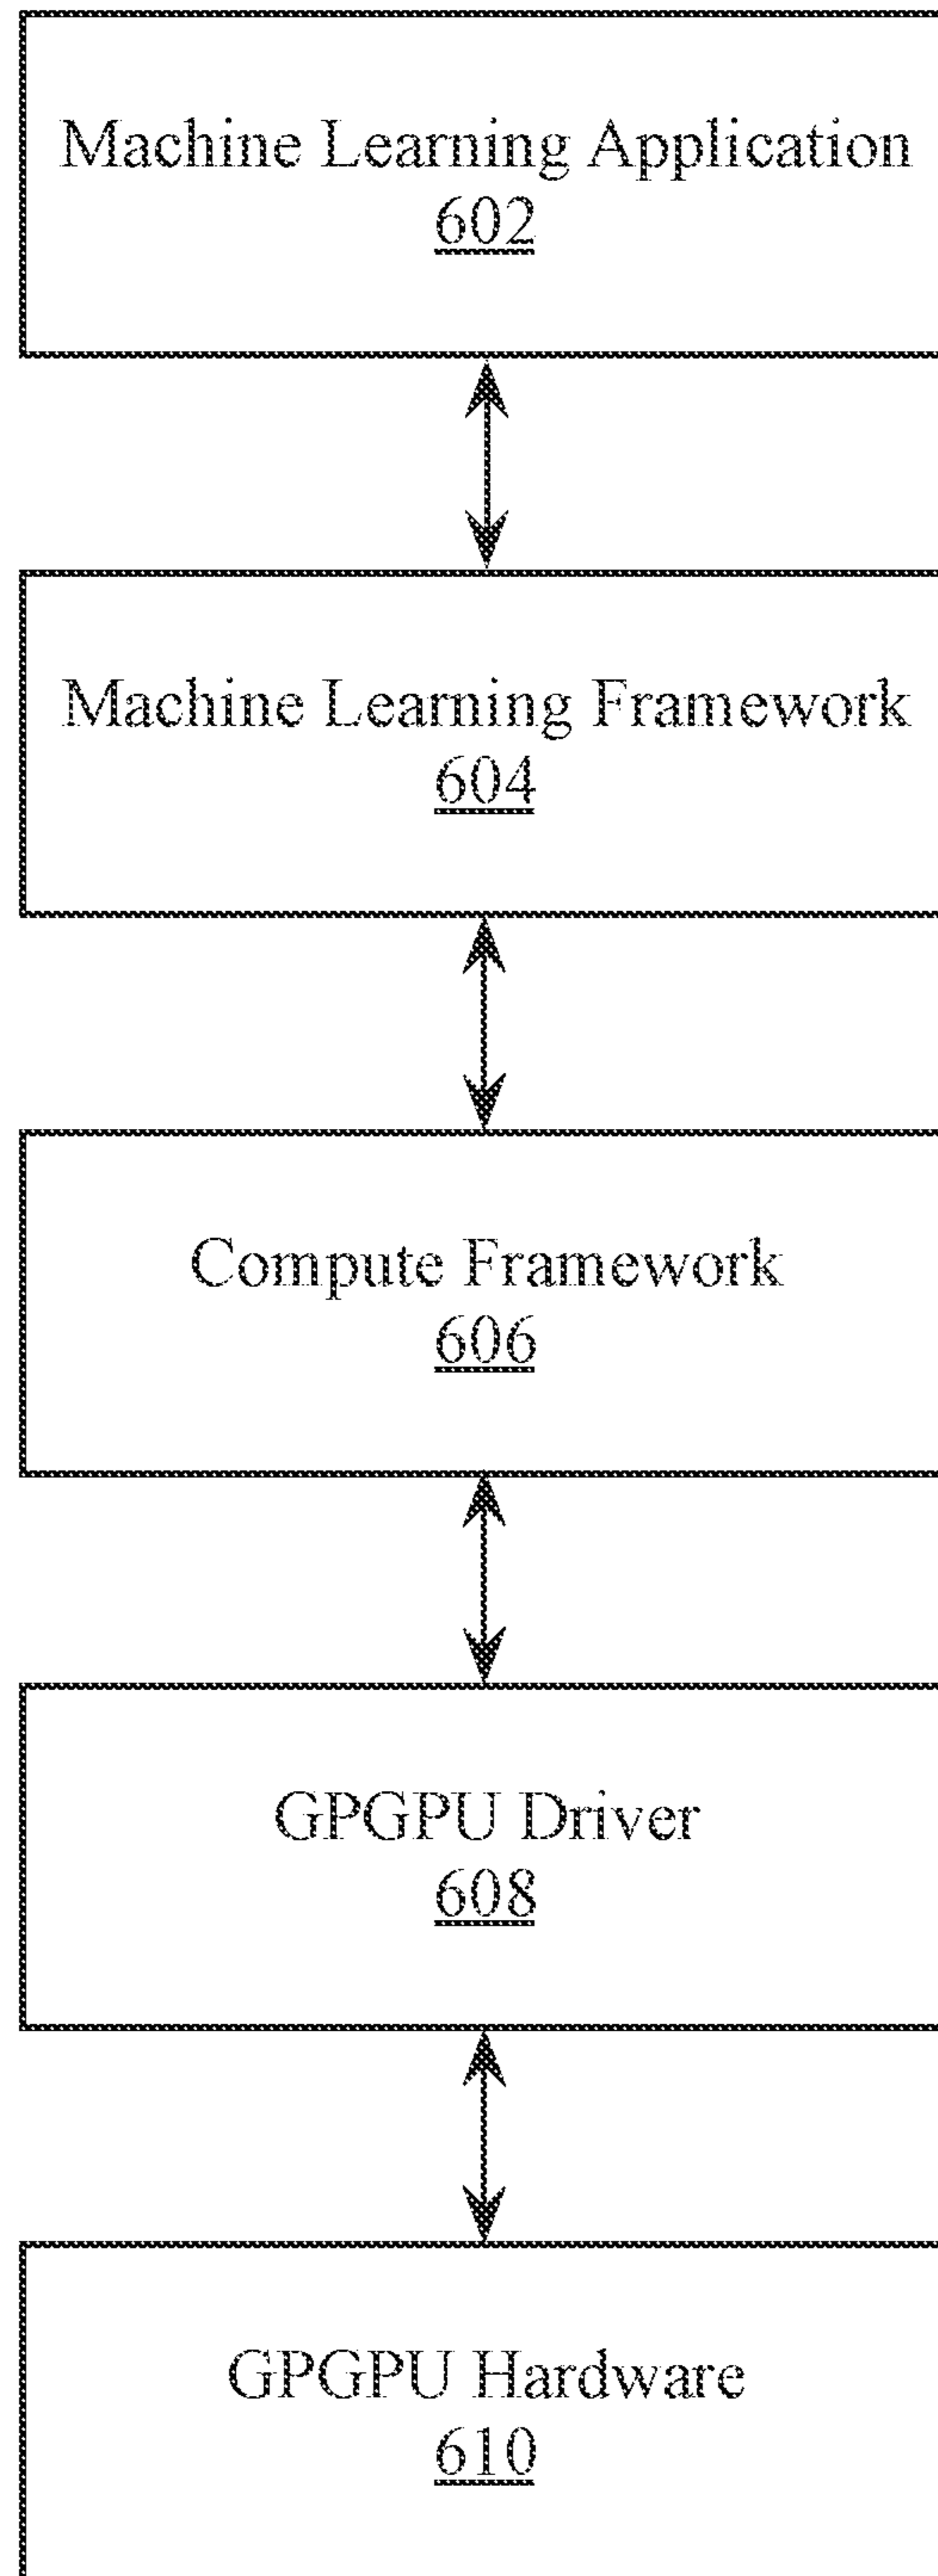 Machine Learning Application
602
Machine Learning Framework
604
Compute Framework
606
GPGPU Driver
608
GPGPU Hardware
610